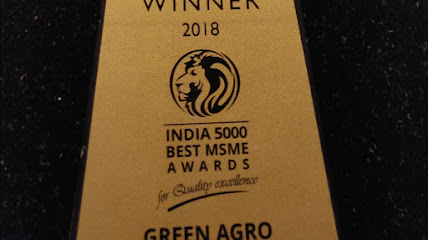 WINNER
2018
INDIA 5000
BEST MSME
AWARDS
for Quality excellence
GREEN AGRO